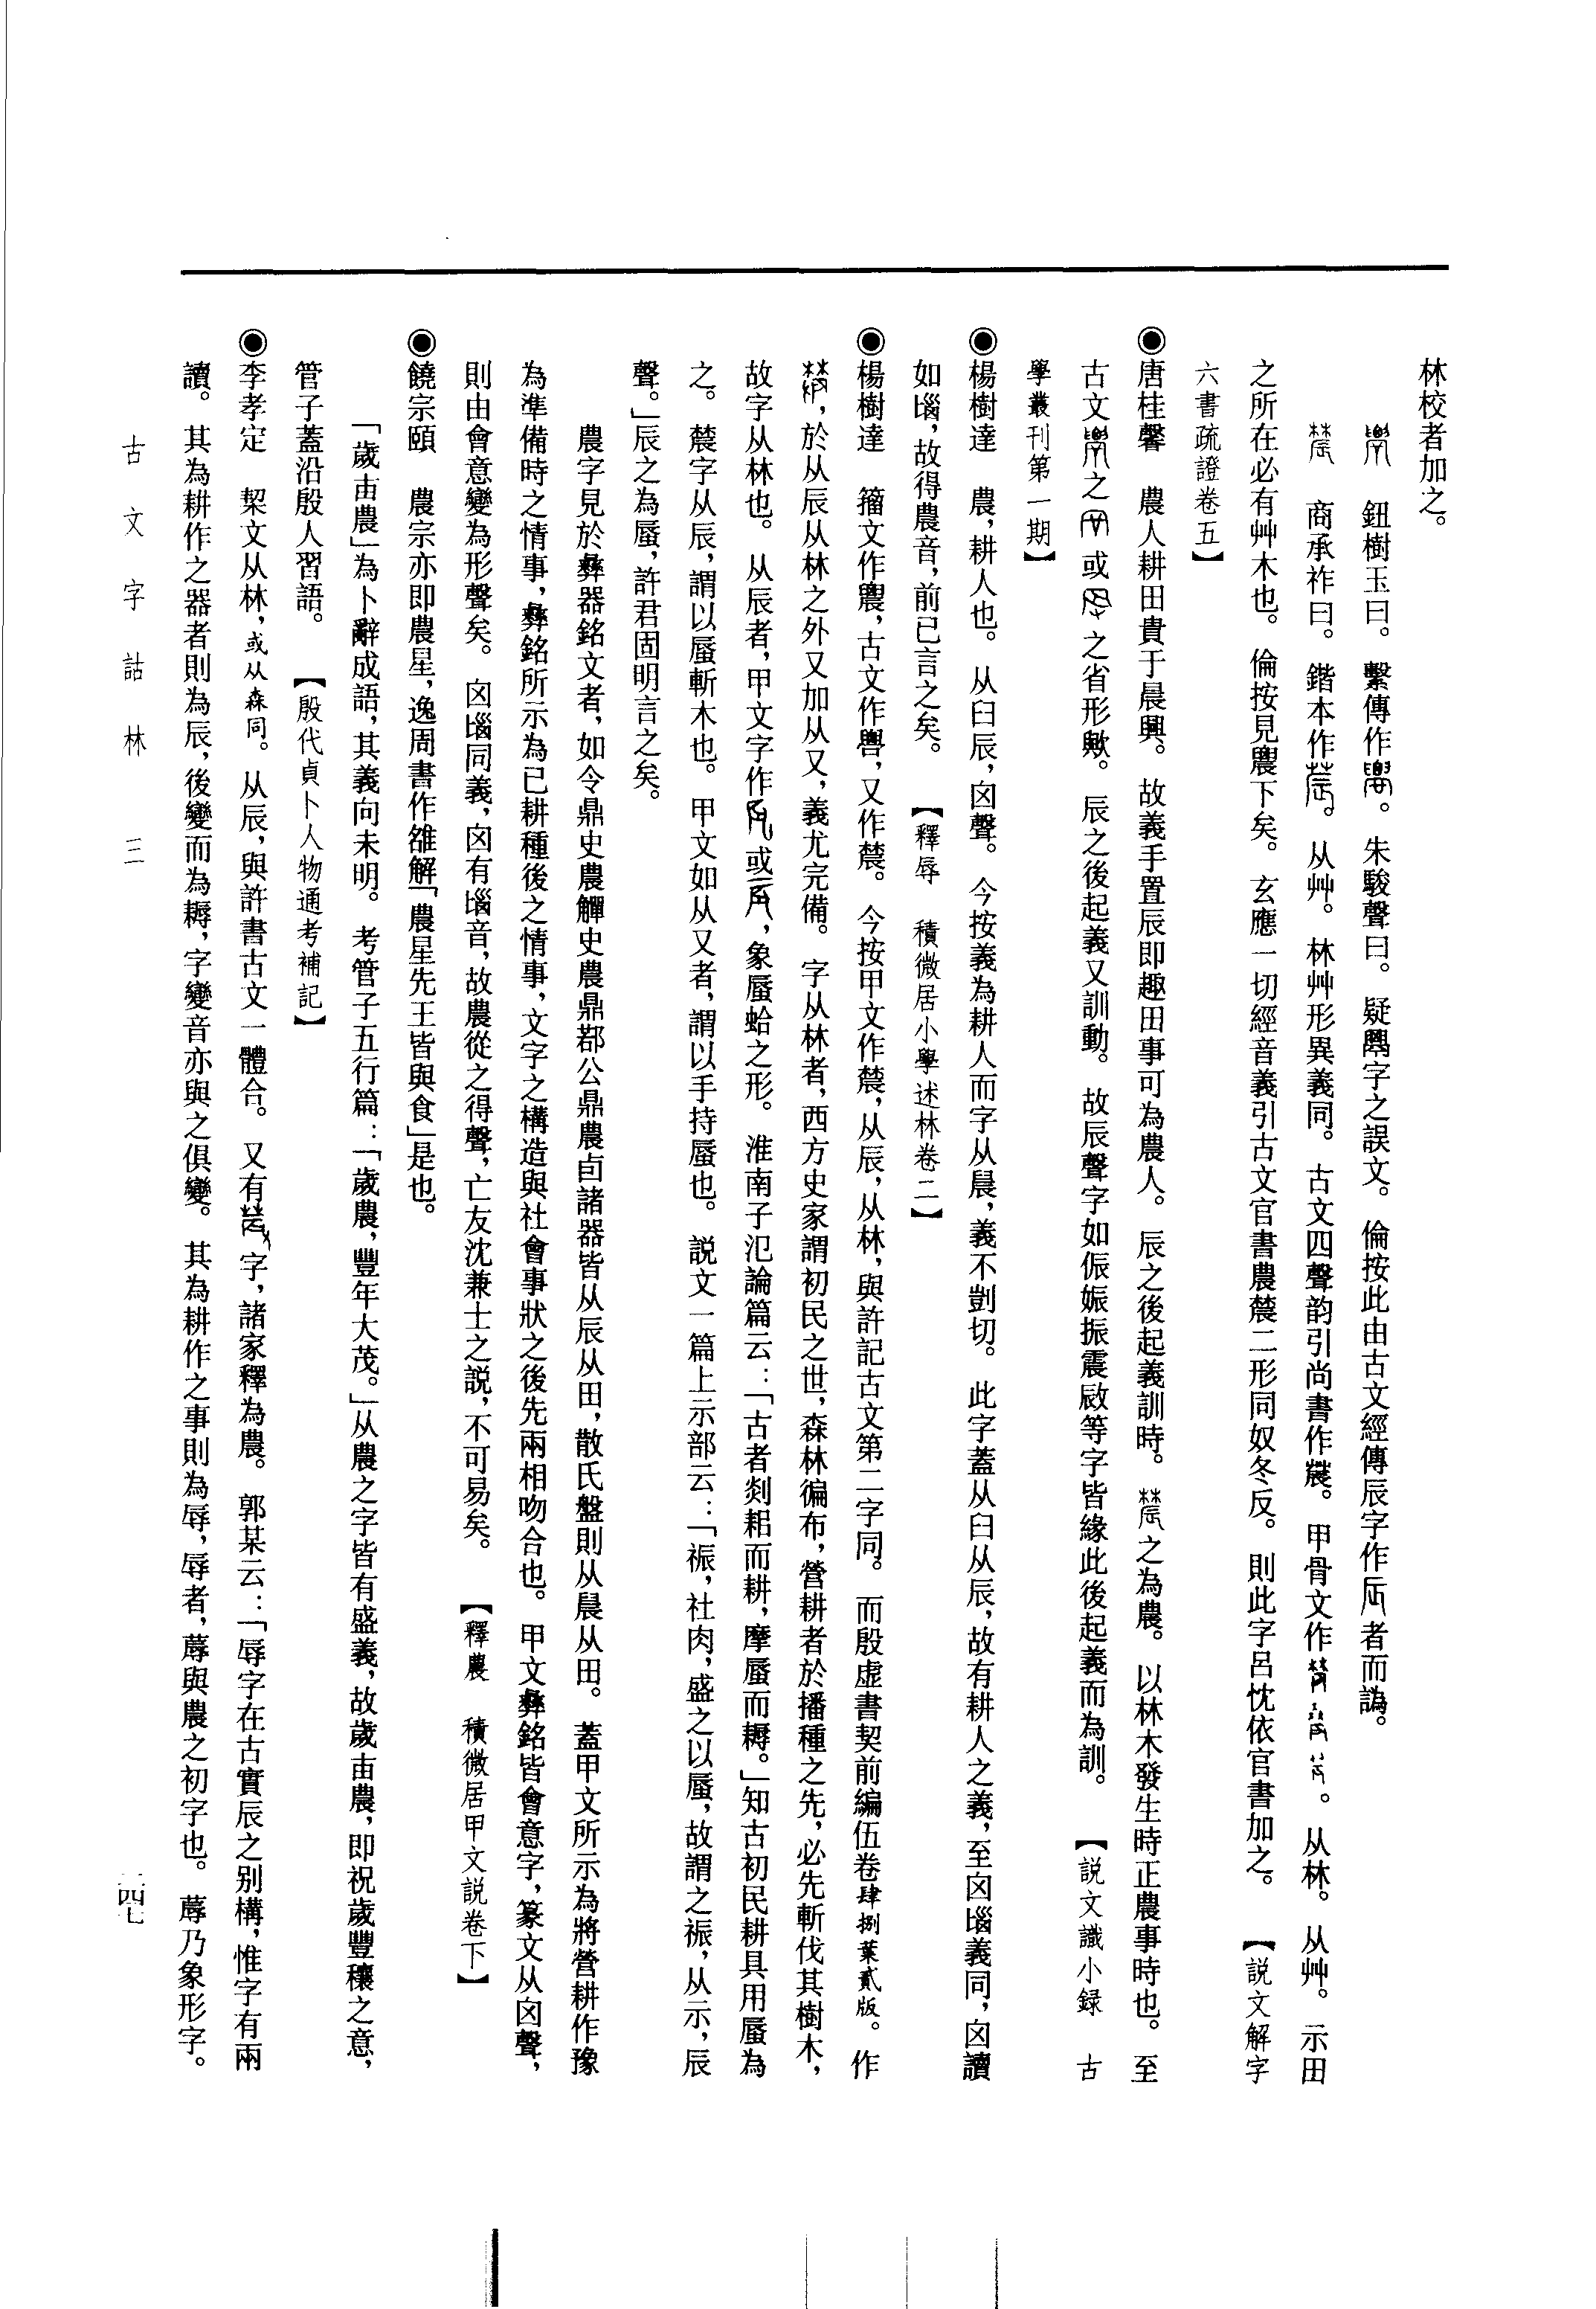 林校者加之。
鈕樹玉曰。繫傳作。朱駿聲曰。疑字之誤文。倫按此由古文經傳辰字作者而譌。
商承祚曰。鍇本作。从艸。林艸形異義同。古文四聲韵引尚書作。甲骨文作。从林。从艸。示田
之所在必有艸木也。倫按見農下矣。玄應一切經音義引古文官書農䢉二形同奴冬反。則此字呂忱依官書加之。【說文解字
六書疏證卷五】
◉唐桂馨 農人耕田貴于晨興。故義手置辰即趣田事可為農人。辰之後起義訓時。之為農。以林木發生時正農事時也。至
古文之或之省形歟。辰之後起義又訓動。故辰聲字如侲娠振震等字皆緣此後起義而為訓。【説文識小録 古
學叢刊第一期】
◉楊樹達 農，耕人也。从𦥑辰，囟聲。今按義為耕人而字从晨，義不剴切。此字蓋从𦥑从辰，故有耕人之義，至囟𡿺義同，囟讀
如𡿺，故得農音，前已言之矣。【釋辱 積微居小學述林卷二】
◉楊樹達 籀文作，古文作，又作䢉。今按甲文作䢉，从辰，从林，與許記古文第二字同。而殷虛書契前編伍卷肆捌葉貳版。作
，於从辰从林之外又加从又，義尤完備。字从林者，西方史家謂初民之世，森林徧布，營耕者於播種之先，必先斬伐其樹木，
故字从林也。从辰者，甲文字作或，象蜃蛤之形。淮南子氾論篇云：「古者剡耜而耕，摩蜃而耨。」知古初民耕具用蜃為
之。䢉字从辰，謂以蜃斬木也。甲文如从又者，謂以手持蜃也。説文一篇上示部云：「祳，社肉，盛之以蜃，故謂之祳，从示，辰
聲。」辰之為蜃，許君固明言之矣。
農字見於彝器銘文者，如令鼎史農觶史農鼎鄀公鼎農卣諸器皆从辰从田，散氏盤則从晨从田。蓋甲文所示為將營耕作豫
為準備時之情事，彝銘所示為已耕種後之情事，文字之構造與社會事狀之後先兩相吻合也。甲文彝銘皆會意字，篆文从囟聲，
則由會意變為形聲矣。囟𡿺同義，囟有𡿺音，故農從之得聲，亡友沈兼士之説，不可易矣。【釋農 積微居甲文説卷下】
◉饒宗頤 農宗亦即農星，逸周書作雒解「農星先王皆與食」是也。
「歲甶農」為卜辭成語，其義向未明。考管子五行篇：「歲農，豐年大茂。」从農之字皆有盛義，故歲甶農，即祝歲豐穰之意，
管子蓋沿殷人習語。【殷代貞卜人物通考補記】
◉李孝定 栔文从林，或从森同。从辰，與許書古文一體合。又有字，諸家釋為農。郭某云：「辱字在古實辰之別構，惟字有兩
讀。其為耕作之器者則為辰，後變而為耨，字變音亦與之俱變。其為耕作之事則為辱，辱者，蓐與農之初字也。蓐乃象形字。
古文字詁林 三
一四七